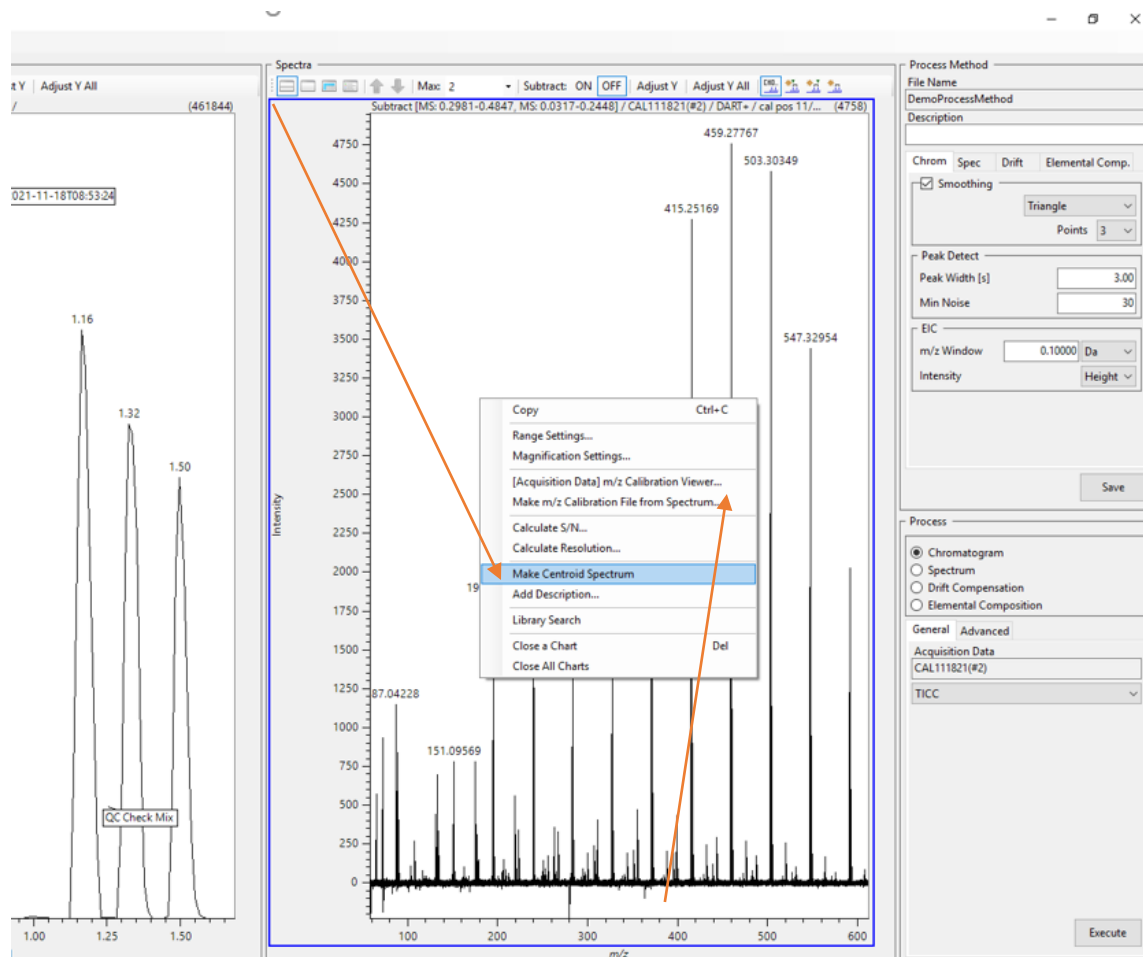 t Y Adjust Y All
/ (461844)
021-11-18T08:53:24
1.16
1.32
1.50
QC Check Mix
1.00 1.25 1.50
Spectra
Max: 2 Subtract: ON OFF Adjust Y Adjust Y All
Subtract [MS: 0.2981-0.4847, MS: 0.0317-0.2448] / CAL111821(#2) / DART+ / cal pos 11/... (4758)
459.27767
503.30349
415.25169
547.32954
19
87.04228
151.09569
4750
4500
4250
4000
3750
3500
3250
3000
2750
2500
2250
2000
1750
1500
1250
1000
750
500
250
0
Intensity
100 200 300 400 500 600
m/z
Copy Ctrl+C
Range Settings...
Magnification Settings...
[Acquisition Data] m/z Calibration Viewer...
Make m/z Calibration File from Spectrum...
Calculate S/N...
Calculate Resolution...
Make Centroid Spectrum
Add Description...
Library Search
Close a Chart Del
Close All Charts
Process Method
File Name
DemoProcessMethod
Description
Chrom Spec Drift Elemental Comp.
Smoothing
Triangle
Points 3
Peak Detect
Peak Width [s] 3.00
Min Noise 30
EIC
m/z Window 0.10000 Da
Intensity Height
Save
Process
Chromatogram
Spectrum
Drift Compensation
Elemental Composition
General Advanced
Acquisition Data
CAL111821(#2)
TICC
Execute